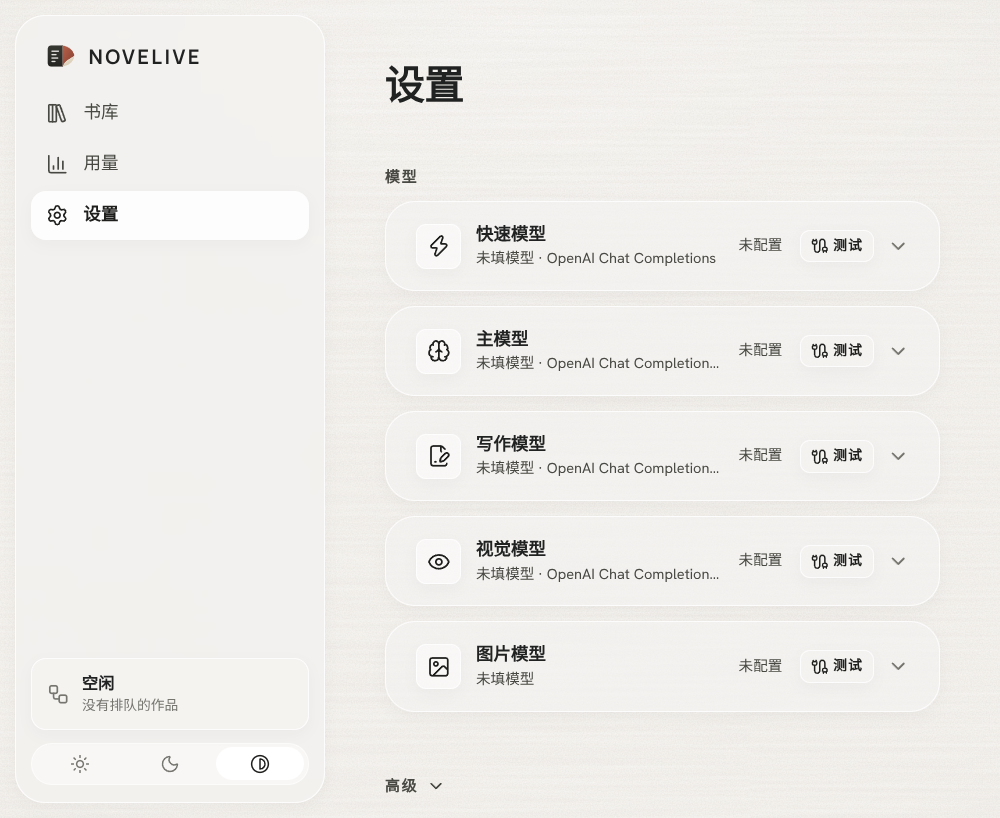 NOVELIVE
书库
用量
设置
空闲
没有排队的作品
设置
模型
快速模型
未填模型 · OpenAI Chat Completions
未配置
测试
主模型
未填模型 · OpenAI Chat Completion...
未配置
测试
写作模型
未填模型 · OpenAI Chat Completion...
未配置
测试
视觉模型
未填模型 · OpenAI Chat Completion...
未配置
测试
图片模型
未填模型
未配置
测试
高级